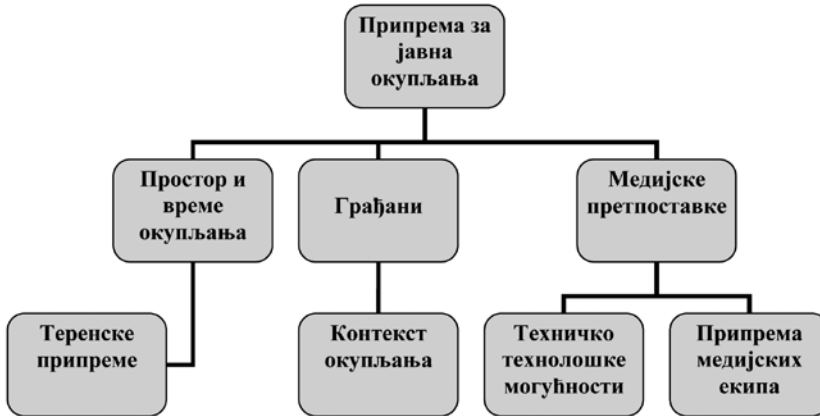 Припрема за
јавна
окупљања
Простор и
време
окупљања
Грађани
Медијске
претпоставке
Теренске
припреме
Контекст
окупљања
Техничко
технолошке
могућности
Припрема
медијских
екипа